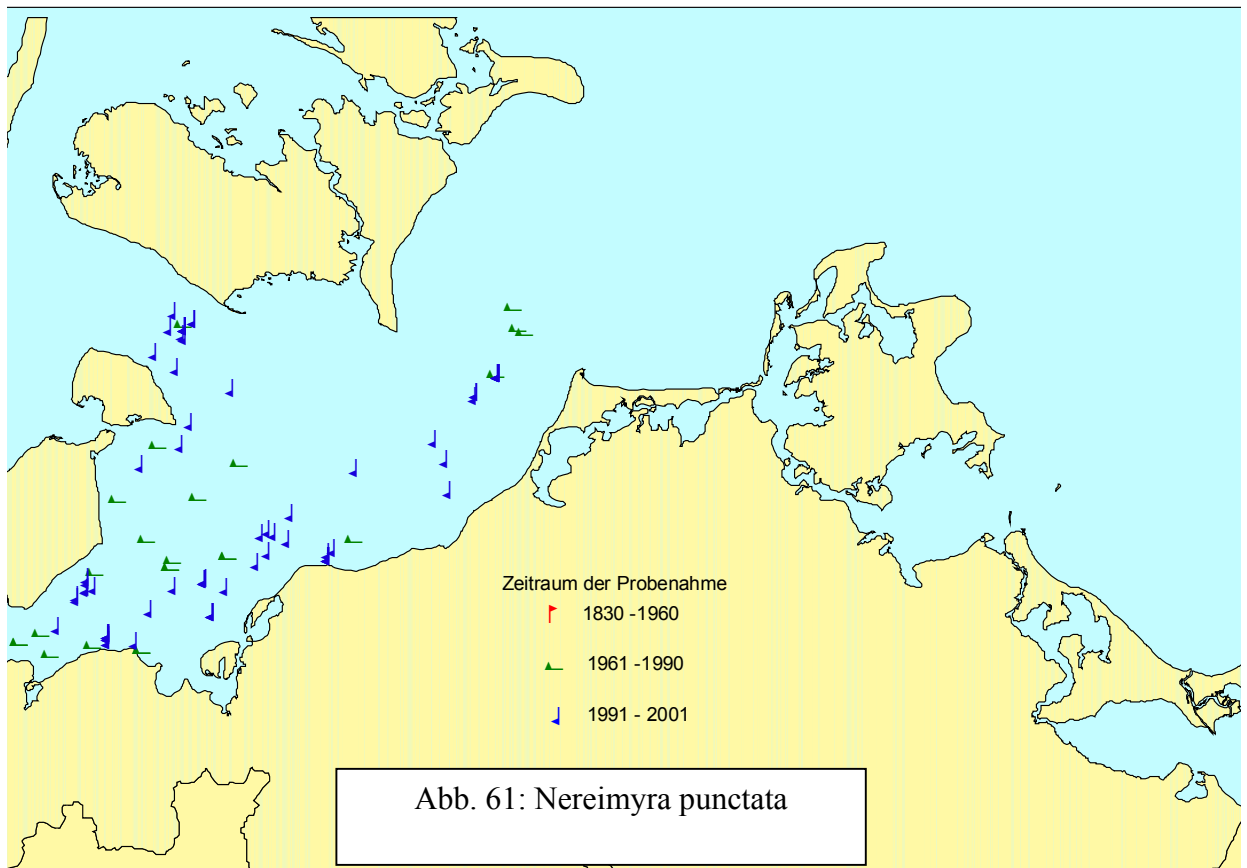 Zeitraum der Probenahme
1830 -1960
1961 -1990
1991 - 2001
Abb. 61: Nereimyra punctata